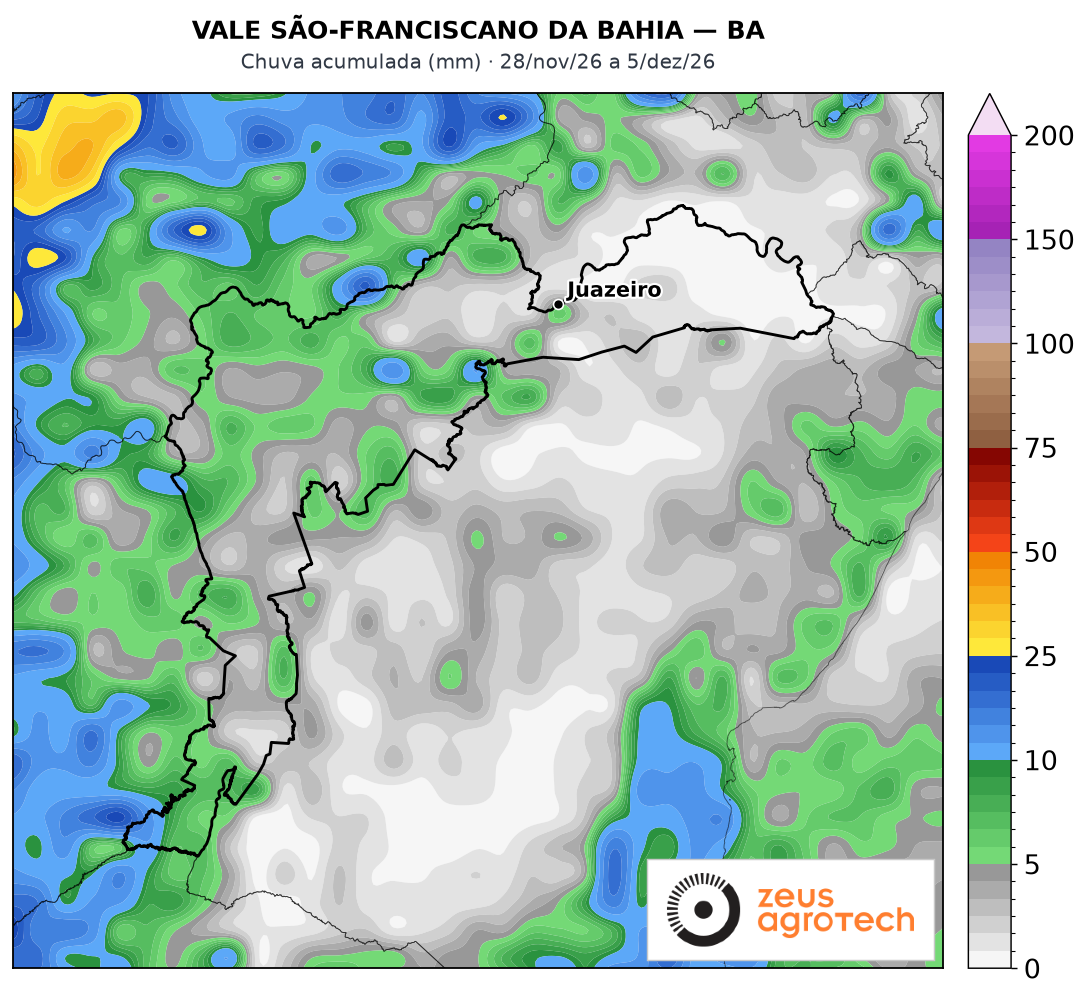 VALE SÃO-FRANCISCANO DA BAHIA — BA
Chuva acumulada (mm) · 28/nov/26 a 5/dez/26
Juazeiro
200
150
100
75
50
25
10
5
0
zeus
agrotech